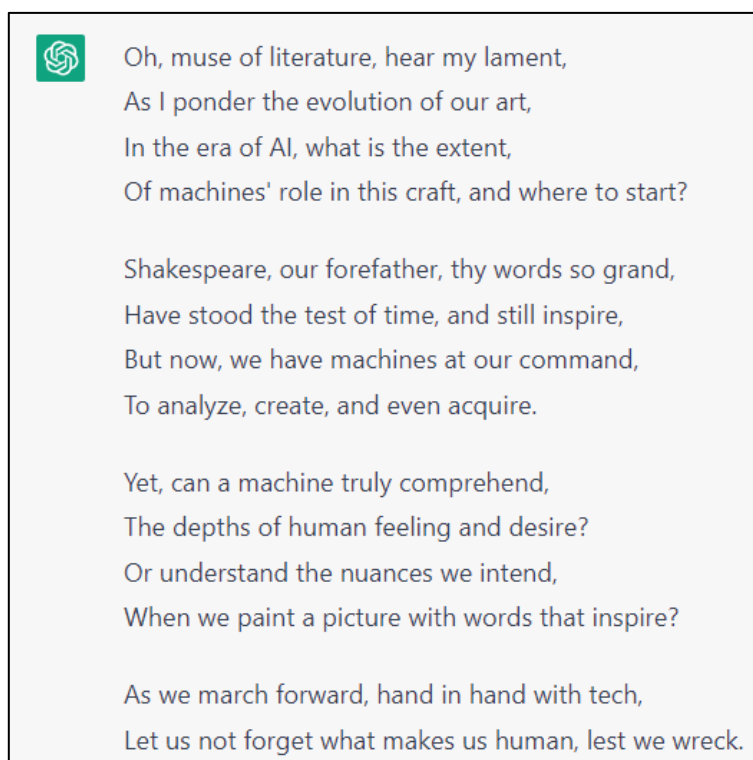 Oh, muse of literature, hear my lament,
As I ponder the evolution of our art,
In the era of AI, what is the extent,
Of machines' role in this craft, and where to start?
Shakespeare, our forefather, thy words so grand,
Have stood the test of time, and still inspire,
But now, we have machines at our command,
To analyze, create, and even acquire.
Yet, can a machine truly comprehend,
The depths of human feeling and desire?
Or understand the nuances we intend,
When we paint a picture with words that inspire?
As we march forward, hand in hand with tech,
Let us not forget what makes us human, lest we wreck.